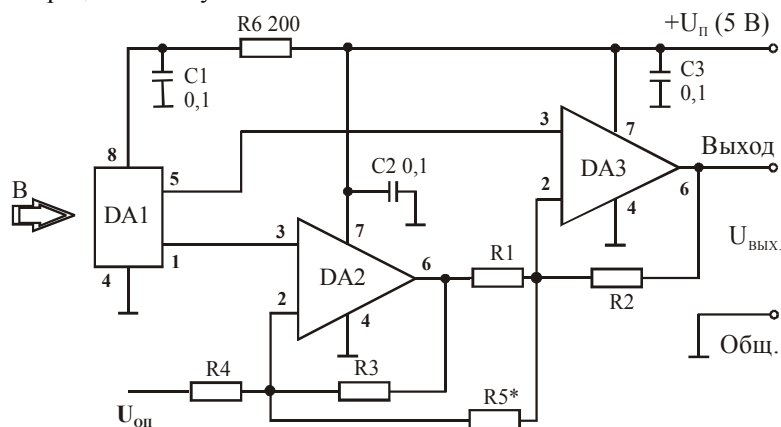 R6 200
+Uп (5 В)
C1
0,1
C3
0,1
8
3
7
Выход
5
C2 0,1
DA3
В
DA1
2
6
3
7
4
1
6
R1
Uвых.
DA2
R2
4
2
4
Общ.
R4
R3
R5*
Uоп